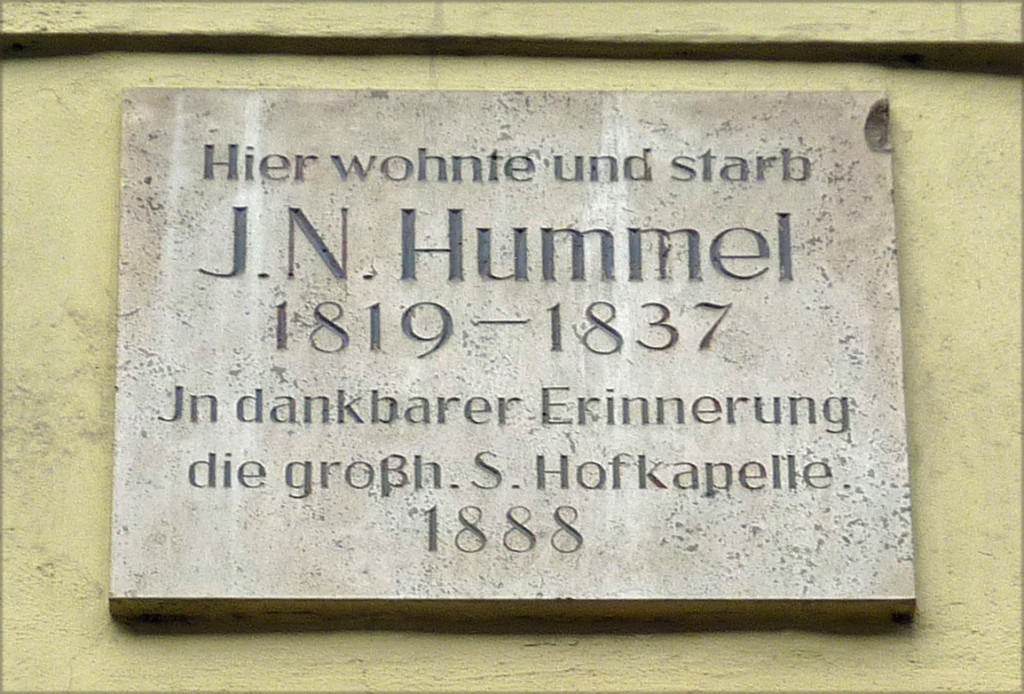 Hier wohnte und starb
J. N. Hummel
1819 – 1837
Jn dankbarer Erinnerung
die großh. S. Hofkapelle.
1888